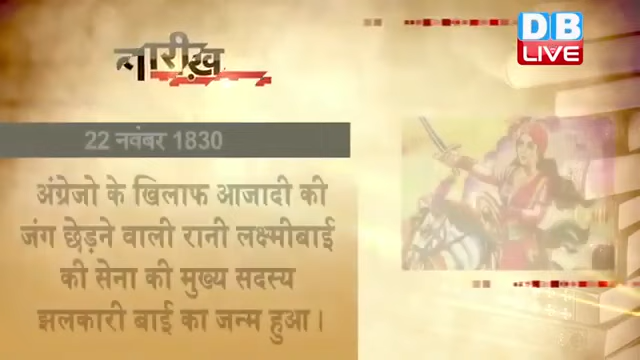 तारीख़
DB
LIVE
22 नवंबर 1830
अंग्रेजो के खिलाफ आजादी की
जंग छेड़ने वाली रानी लक्ष्मीबाई
की सेना की मुख्य सदस्य
झलकारी बाई का जन्म हुआ।